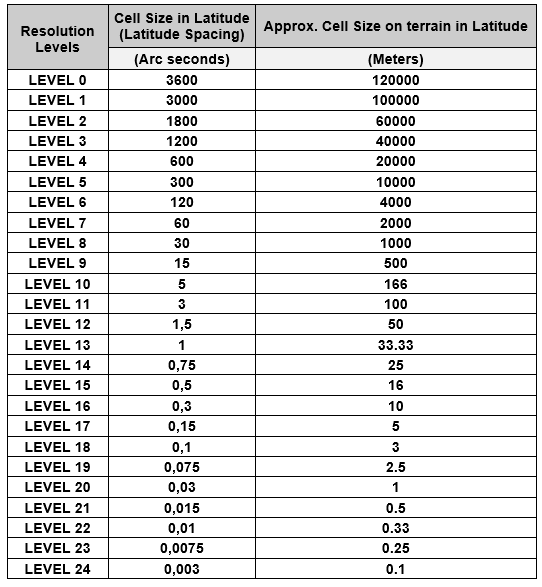 Resolution Levels | Cell Size in Latitude (Latitude Spacing) | Approx. Cell Size on terrain in Latitude
(Arc seconds) | (Meters)
LEVEL 0 | 3600 | 120000
LEVEL 1 | 3000 | 100000
LEVEL 2 | 1800 | 60000
LEVEL 3 | 1200 | 40000
LEVEL 4 | 600 | 20000
LEVEL 5 | 300 | 10000
LEVEL 6 | 120 | 4000
LEVEL 7 | 60 | 2000
LEVEL 8 | 30 | 1000
LEVEL 9 | 15 | 500
LEVEL 10 | 5 | 166
LEVEL 11 | 3 | 100
LEVEL 12 | 1,5 | 50
LEVEL 13 | 1 | 33.33
LEVEL 14 | 0,75 | 25
LEVEL 15 | 0,5 | 16
LEVEL 16 | 0,3 | 10
LEVEL 17 | 0,15 | 5
LEVEL 18 | 0,1 | 3
LEVEL 19 | 0,075 | 2.5
LEVEL 20 | 0,03 | 1
LEVEL 21 | 0,015 | 0.5
LEVEL 22 | 0,01 | 0.33
LEVEL 23 | 0,0075 | 0.25
LEVEL 24 | 0,003 | 0.1